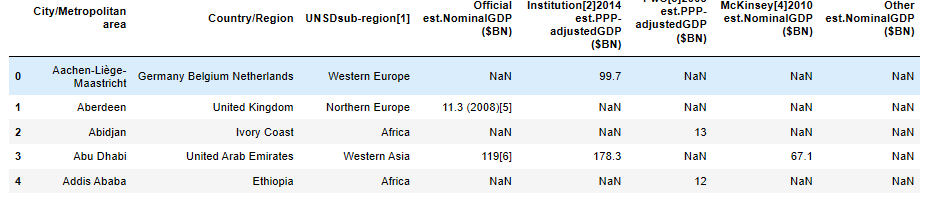 City/Metropolitan area Country/Region UNSDsub-region[1] Official est.NominalGDP ($BN) Institution[2]2014 est.PPP-adjustedGDP ($BN) est.PPP-adjustedGDP ($BN) McKinsey[4]2010 est.NominalGDP ($BN) Other est.NominalGDP ($BN)
0 Aachen-Liège-Maastricht Germany Belgium Netherlands Western Europe NaN 99.7 NaN NaN NaN
1 Aberdeen United Kingdom Northern Europe 11.3 (2008)[5] NaN NaN NaN NaN
2 Abidjan Ivory Coast Africa NaN NaN 13 NaN NaN
3 Abu Dhabi United Arab Emirates Western Asia 119[6] 178.3 NaN 67.1 NaN
4 Addis Ababa Ethiopia Africa NaN NaN 12 NaN NaN